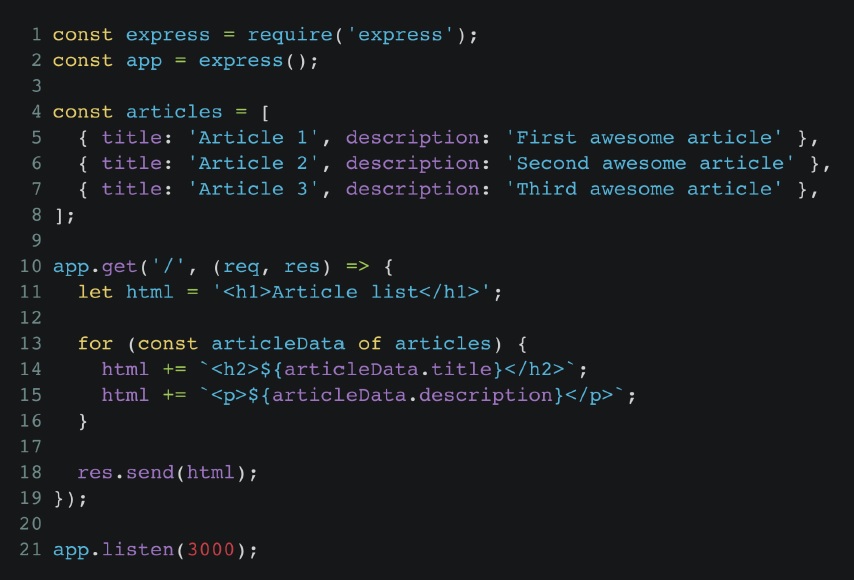 1 const express = require('express');
2 const app = express();
3
4 const articles = [
5   { title: 'Article 1', description: 'First awesome article' },
6   { title: 'Article 2', description: 'Second awesome article' },
7   { title: 'Article 3', description: 'Third awesome article' },
8 ];
9
10 app.get('/', (req, res) => {
11   let html = '<h1>Article list</h1>';
12
13   for (const articleData of articles) {
14     html += `<h2>${articleData.title}</h2>`;
15     html += `<p>${articleData.description}</p>`;
16   }
17
18   res.send(html);
19 });
20
21 app.listen(3000);